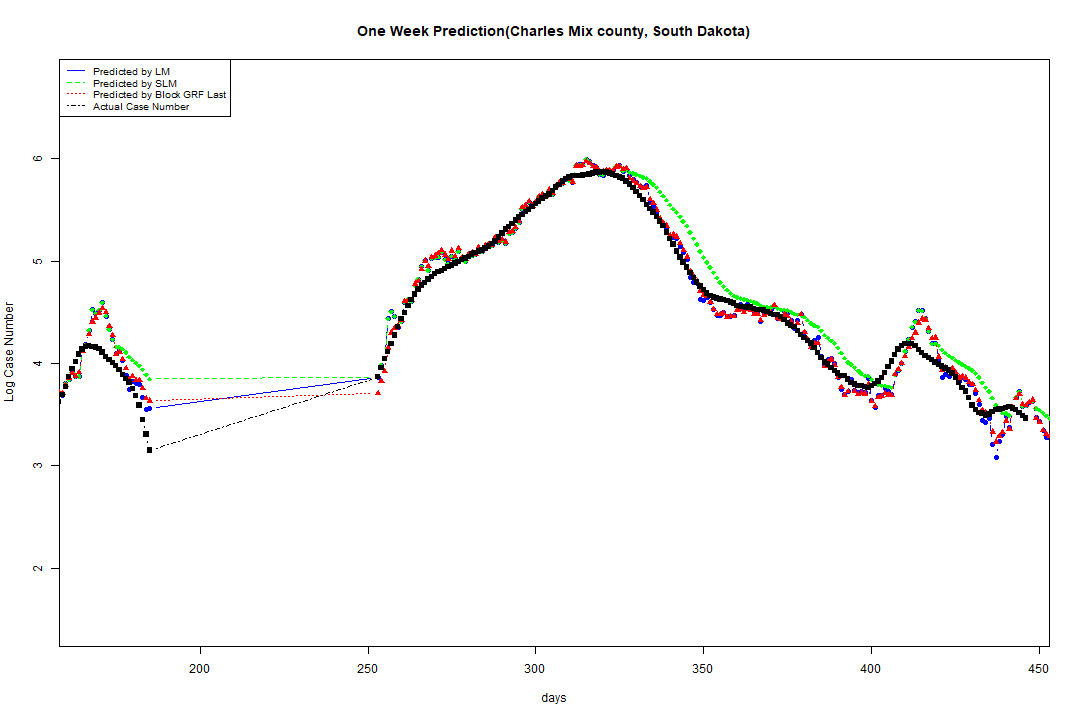 One Week Prediction(Charles Mix county, South Dakota)
Predicted by LM
Predicted by SLM
Predicted by Block GRF Last
Actual Case Number
Log Case Number
6
5
4
3
2
200
250
300
350
400
450
days